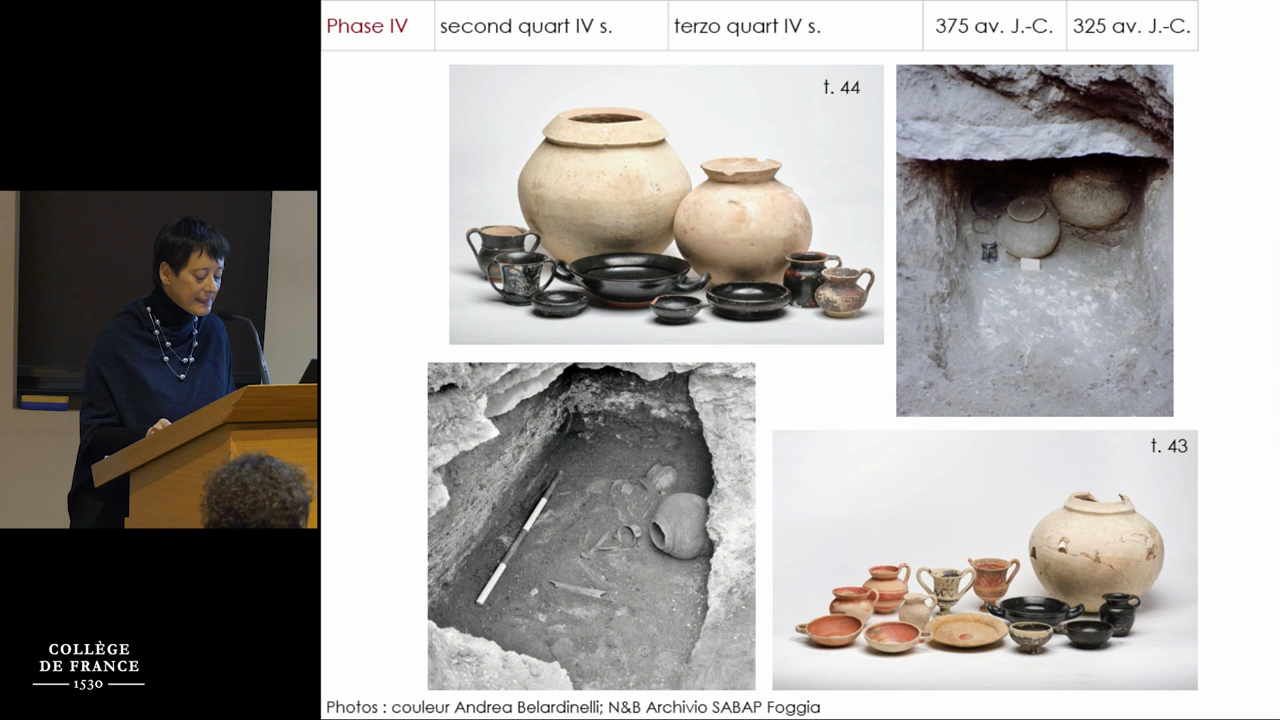 Phase IV second quart IV s. terzo quart IV s. 375 av. J.-C. 325 av. J.-C.
t. 44
t. 43
COLLÈGE
DE FRANCE
1530
Photos : couleur Andrea Belardinelli; N&B Archivio SABAP Foggia